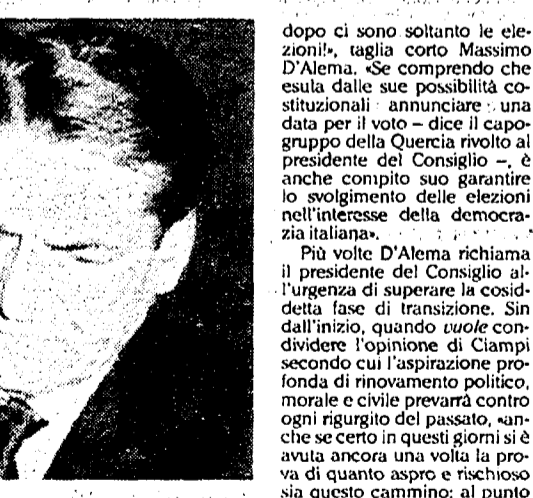 dopo ci sono soltanto le ele-
zioni!», taglia corto Massimo
D'Alema. «Se comprendo che
esula dalle sue possibilità co-
stituzionali annunciare una
data per il voto – dice il capo-
gruppo della Quercia rivolto al
presidente del Consiglio –, è
anche compito suo garantire
lo svolgimento delle elezioni
nell'interesse della democra-
zia italiana».
Più volte D'Alema richiama
il presidente del Consiglio al-
l'urgenza di superare la cosid-
detta fase di transizione. Sin
dall'inizio, quando vuole con-
dividere l'opinione di Ciampi
secondo cui l'aspirazione pro-
fonda di rinovamento politico,
morale e civile prevarrà contro
ogni rigurgito del passato, «an-
che se certo in questi giorni si è
avuta ancora una volta la pro-
va di quanto aspro e rischioso
sia questo cammino: al punto